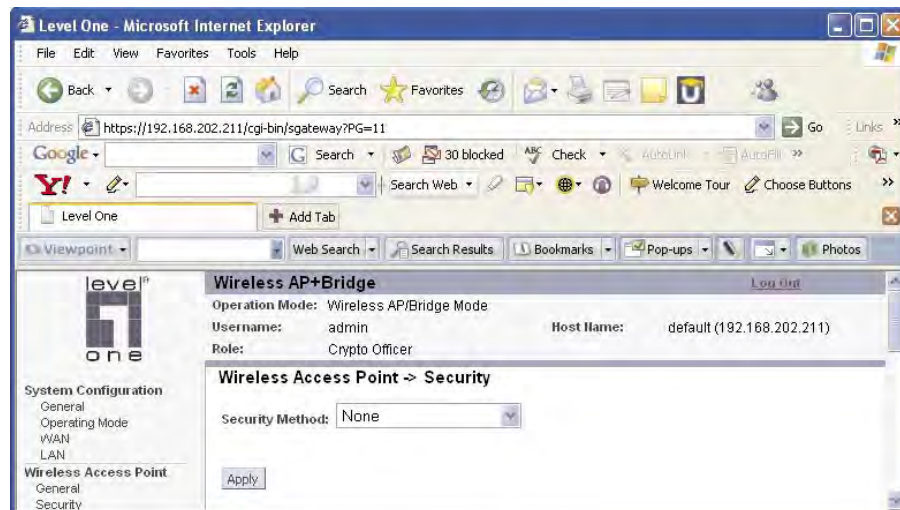 Level One - Microsoft Internet Explorer
File Edit View Favorites Tools Help
Back Search Favorites
Address https://192.168.202.211/cgi-bin/sgateway?PG=11 Go Links »
Google Search 30 blocked ABC Check AutoLink AutoFill »
Y! Search Web Welcome Tour Choose Buttons »
Level One Add Tab
Viewpoint Web Search Search Results Bookmarks Pop-ups Photos
level
one
Wireless AP+Bridge Log Out
Operation Mode: Wireless AP/Bridge Mode
Username: admin Host Name: default (192.168.202.211)
Role: Crypto Officer
System Configuration
General
Operating Mode
WAN
LAN
Wireless Access Point
General
Security
Wireless Access Point -> Security
Security Method: None
Apply